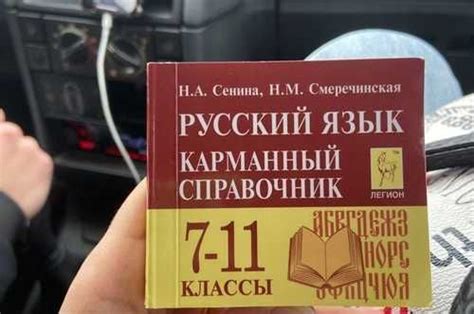 Н.А. Сенина, Н.М. Смеречинская
РУССКИЙ ЯЗЫК
КАРМАННЫЙ
СПРАВОЧНИК
ЛЕГИОН
7-11
КЛАССЫ